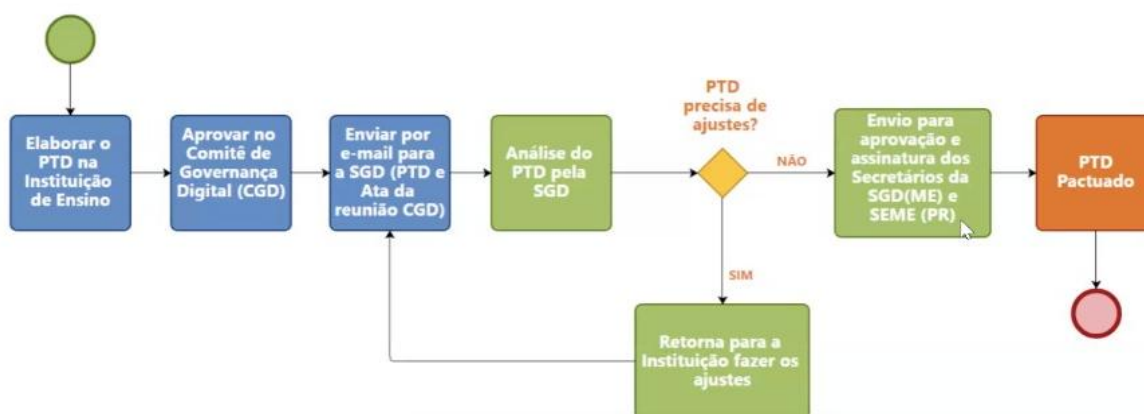 Elaborar o
PTD na
Instituição
de Ensino
Aprovar no
Comitê de
Governança
Digital (CGD)
Enviar por
e-mail para
a SGD (PTD e
Ata da
reunião CGD)
Análise do
PTD pela
SGD
PTD
precisa de
ajustes?
NÃO
Envio para
aprovação e
assinatura dos
Secretários da
SGD(ME) e
SEME (PR)
PTD
Pactuado
SIM
Retorna para a
Instituição fazer os
ajustes